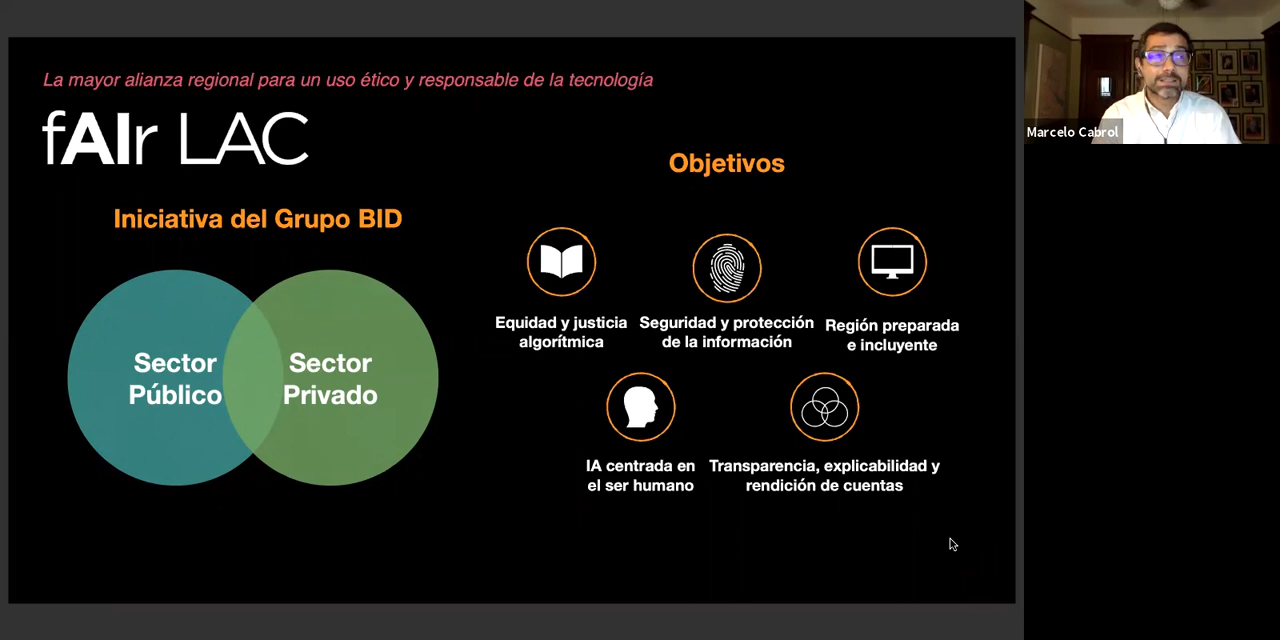 La mayor alianza regional para un uso ético y responsable de la tecnología
fAIr LAC
Iniciativa del Grupo BID
Sector
Público
Sector
Privado
Objetivos
Equidad y justicia
algorítmica
Seguridad y protección
de la información
Región preparada
e incluyente
IA centrada en
el ser humano
Transparencia, explicabilidad y
rendición de cuentas
Marcelo Cabrol